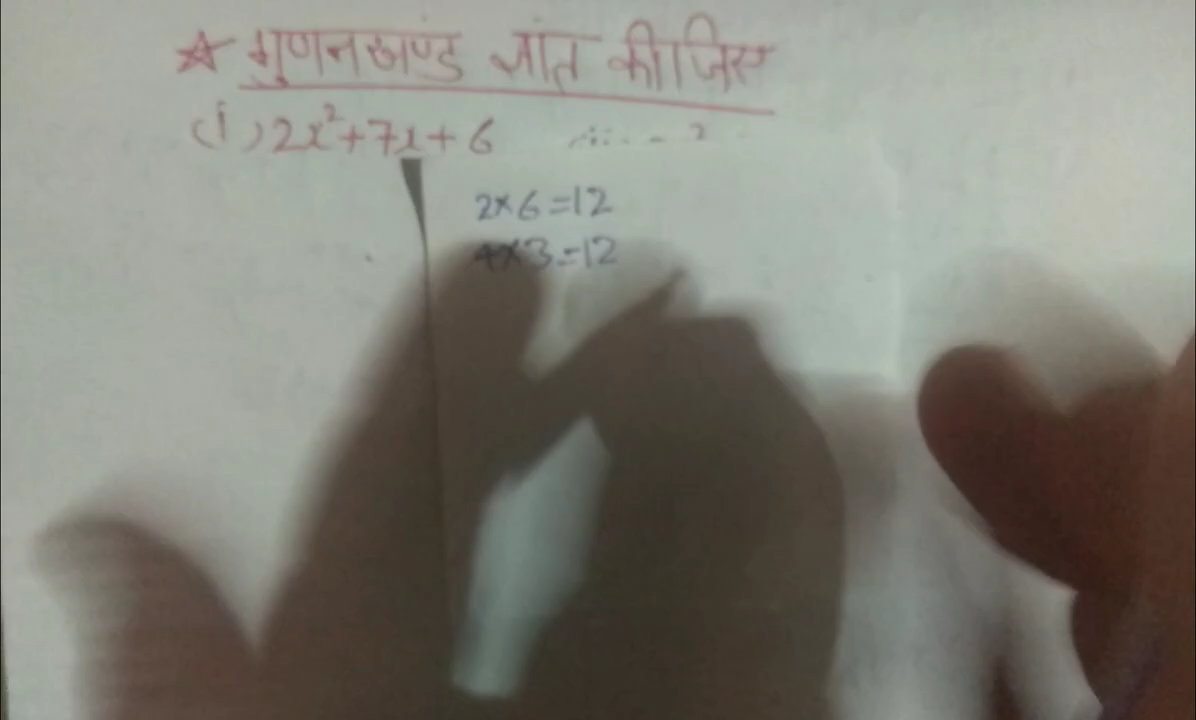 ★ गुणनखण्ड ज्ञांत कीजिए
(i) 2x²+7x+6
2×6=12
4×3=12